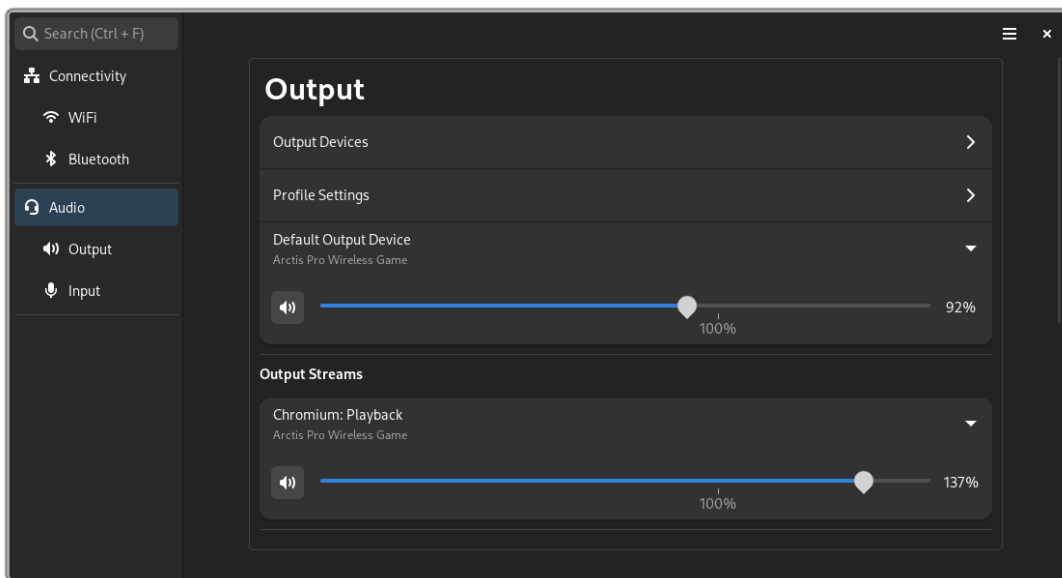 Search (Ctrl + F)
Connectivity
WiFi
Bluetooth
Audio
Output
Input
Output
Output Devices
Profile Settings
Default Output Device
Arctis Pro Wireless Game
92%
100%
Output Streams
Chromium: Playback
Arctis Pro Wireless Game
137%
100%